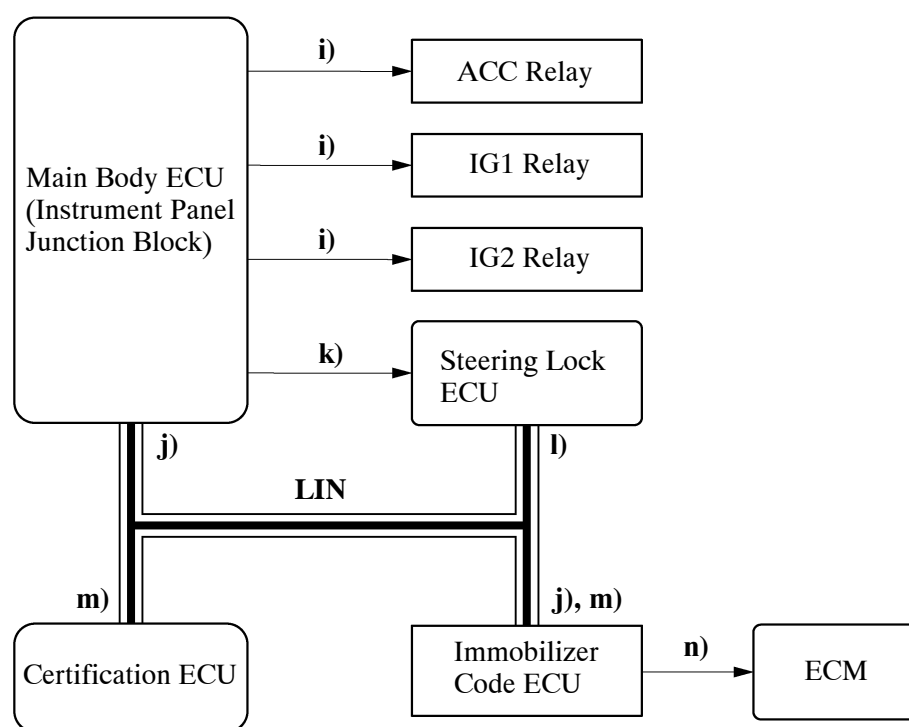 i)
ACC Relay
i)
IG1 Relay
Main Body ECU
(Instrument Panel
Junction Block)
i)
IG2 Relay
k)
Steering Lock
ECU
j)
l)
LIN
m)
j), m)
Certification ECU
Immobilizer
Code ECU
n)
ECM